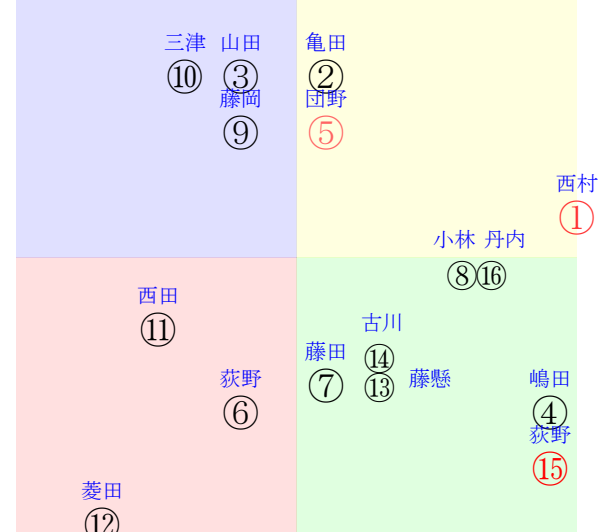 三津 山田 亀田
⑩ ③ ②
藤岡 団野
⑨ ⑤
西村
①
小林 丹内
⑧⑯
西田
⑪
古川
藤田 ⑭
⑦ ⑬ 藤懸
荻野 嶋田
⑥ ④
荻野
⑮
菱田
⑫